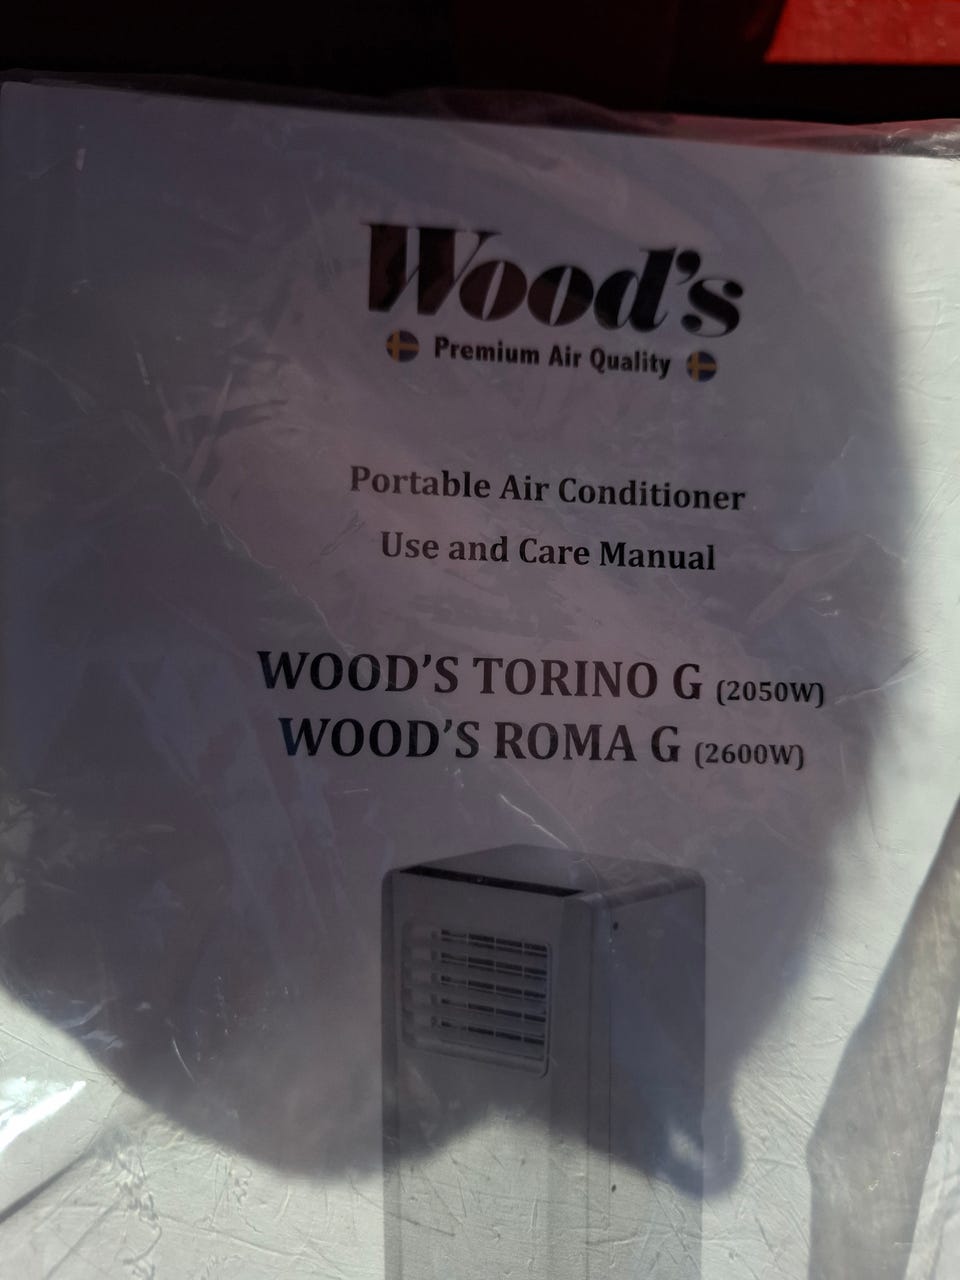 Wood's
Premium Air Quality
Portable Air Conditioner
Use and Care Manual
WOOD'S TORINO G (2050W)
WOOD'S ROMA G (2600W)